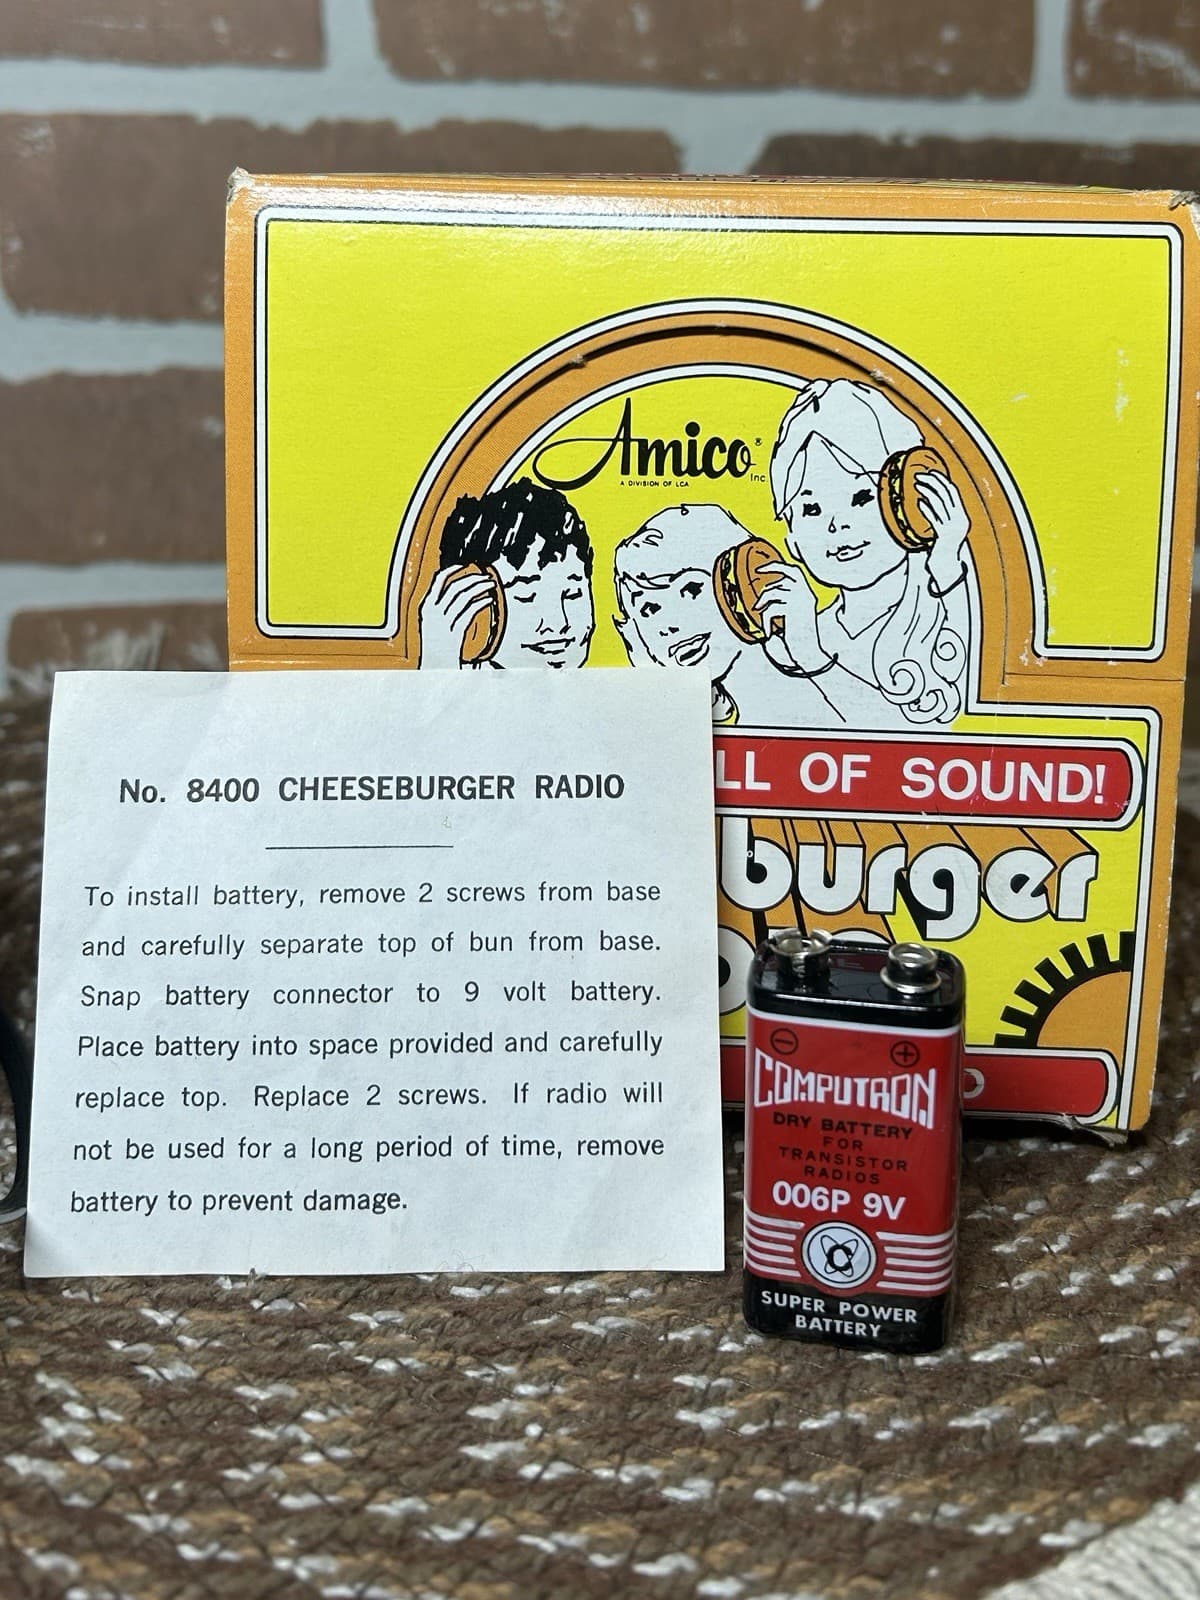 Amico®
Inc.
A DIVISION OF LCA
LL OF SOUND!
burger
No. 8400 CHEESEBURGER RADIO
To install battery, remove 2 screws from base
and carefully separate top of bun from base.
Snap battery connector to 9 volt battery.
Place battery into space provided and carefully
replace top. Replace 2 screws. If radio will
not be used for a long period of time, remove
battery to prevent damage.
− +
COMPUTRON
DRY BATTERY
FOR
TRANSISTOR
RADIOS
006P 9V
C
SUPER POWER
BATTERY